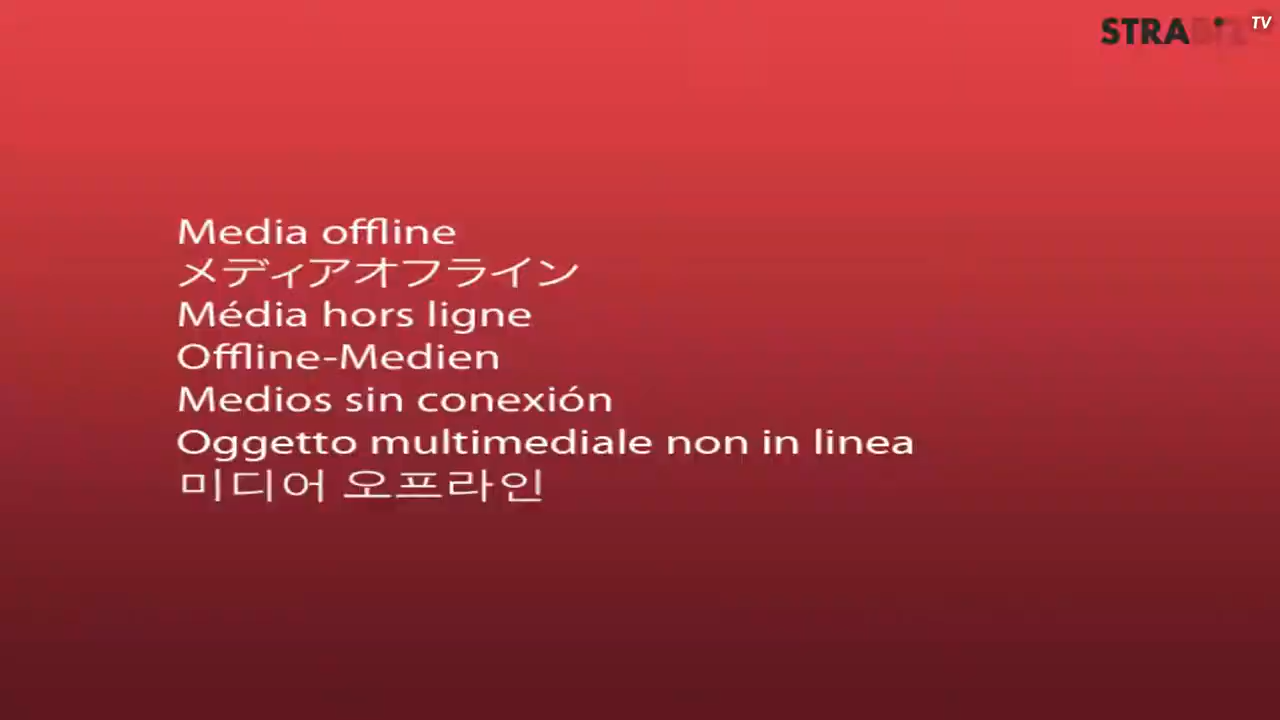 TV
Media offline
メディアオフライン
Média hors ligne
Offline-Medien
Medios sin conexión
Oggetto multimediale non in linea
미디어 오프라인